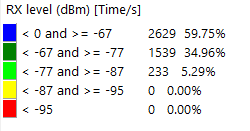 RX level (dBm) [Time/s]
< 0 and >= -67 2629 59.75%
< -67 and >= -77 1539 34.96%
< -77 and >= -87 233 5.29%
< -87 and >= -95 0 0.00%
< -95 0 0.00%